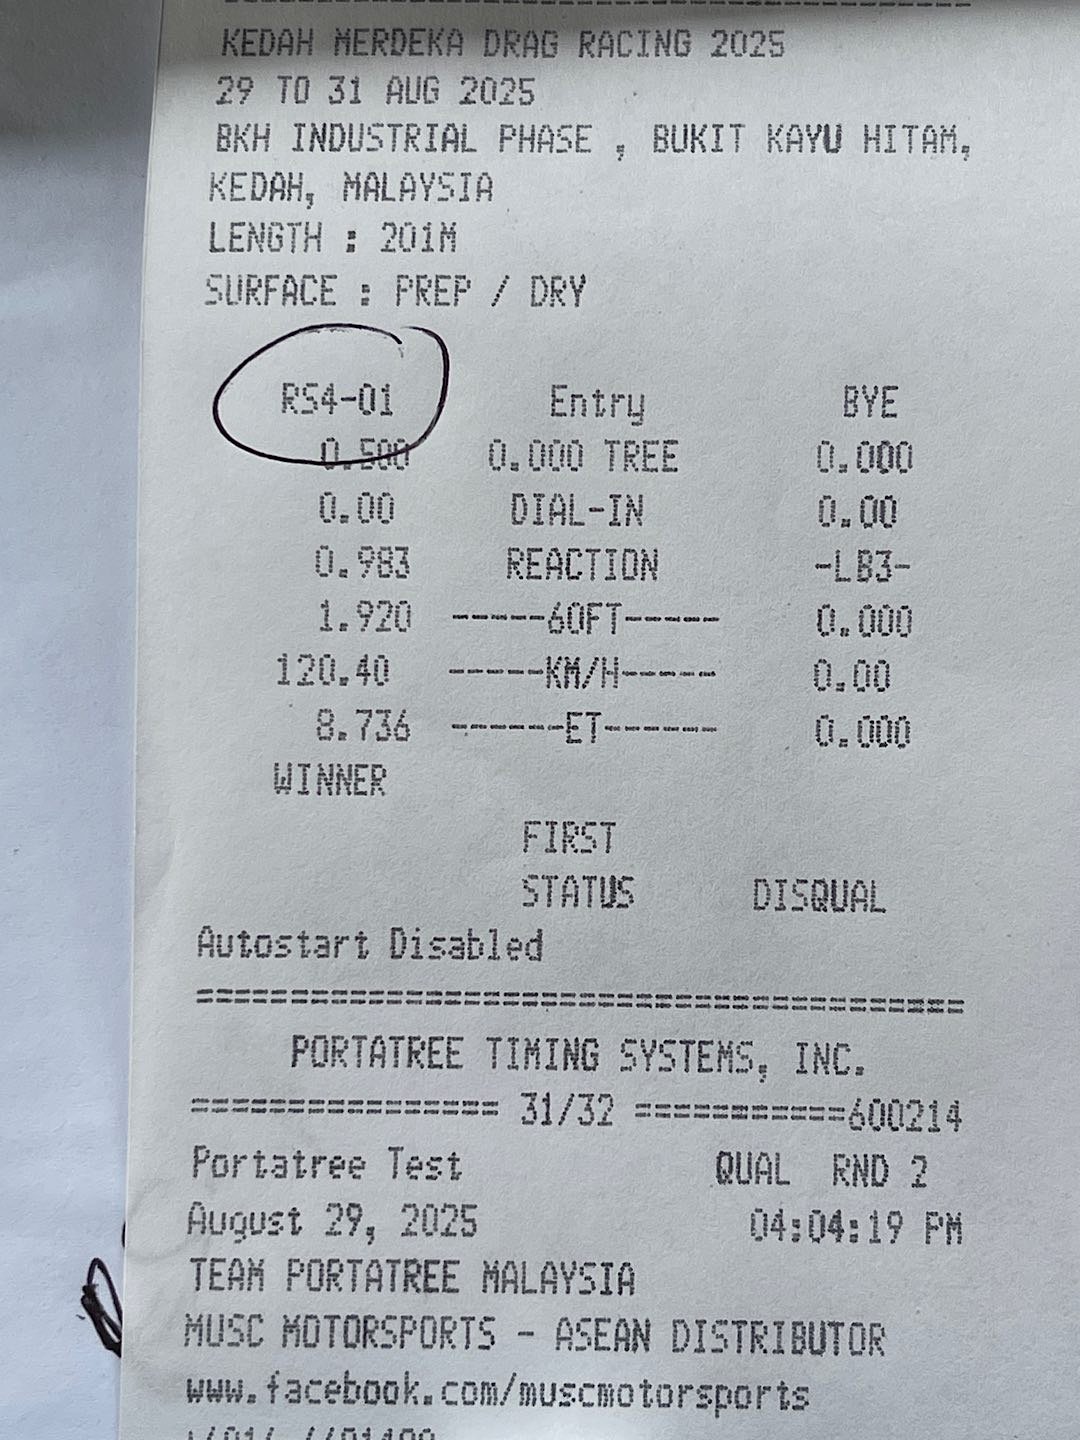 KEDAH MERDEKA DRAG RACING 2025
29 TO 31 AUG 2025
BKH INDUSTRIAL PHASE , BUKIT KAYU HITAM,
KEDAH, MALAYSIA
LENGTH : 201M
SURFACE : PREP / DRY
RS4-01 Entry BYE
0.500 0.000 TREE 0.000
0.00 DIAL-IN 0.00
0.983 REACTION -LB3-
1.920 -----60FT----- 0.000
120.40 -----KM/H----- 0.00
8.736 ------ET------ 0.000
WINNER
FIRST
STATUS DISQUAL
Autostart Disabled
========================================
PORTATREE TIMING SYSTEMS, INC.
================ 31/32 ===========600214
Portatree Test QUAL RND 2
August 29, 2025 04:04:19 PM
TEAM PORTATREE MALAYSIA
MUSC MOTORSPORTS - ASEAN DISTRIBUTOR
www.facebook.com/muscmotorsports